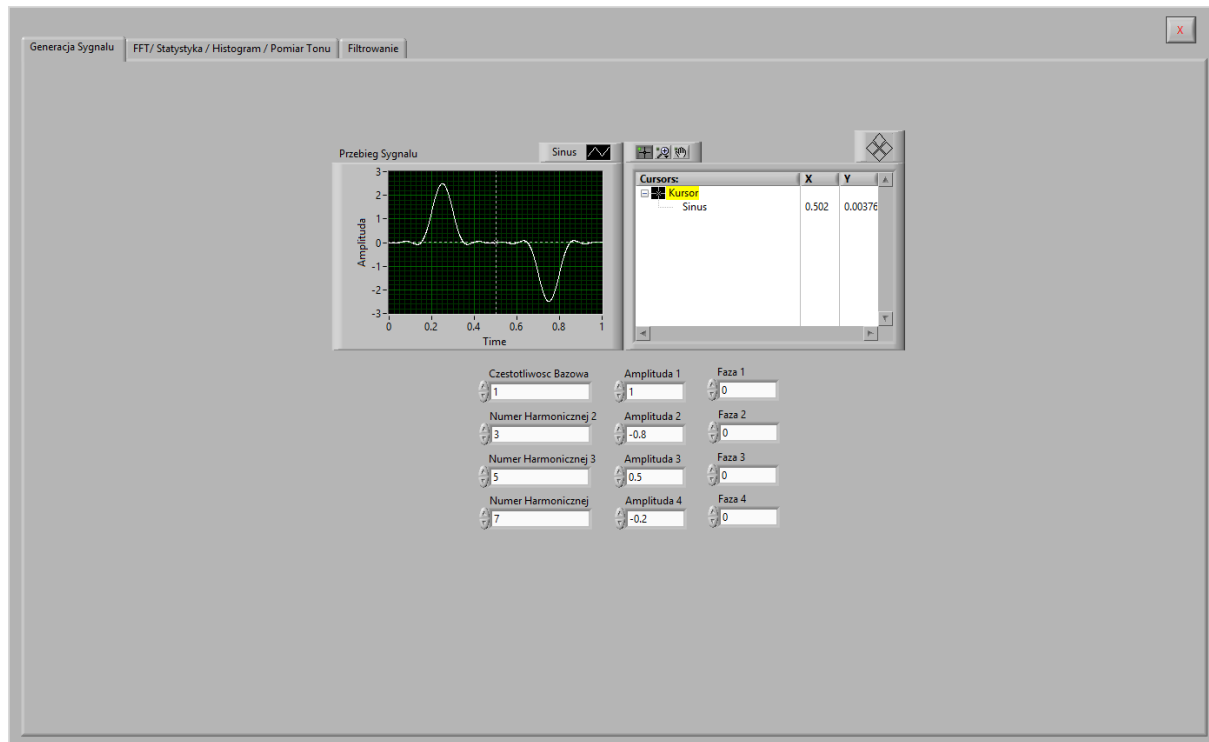 X
Generacja Sygnalu FFT/ Statystyka / Histogram / Pomiar Tonu Filtrowanie
Przebieg Sygnalu Sinus
Cursors: X Y
Kursor
Sinus 0.502 0.00376
3
2
1
0
-1
-2
-3
Amplituda
0 0.2 0.4 0.6 0.8 1
Time
Czestotliwosc Bazowa Amplituda 1 Faza 1
1 1 0
Numer Harmonicznej 2 Amplituda 2 Faza 2
3 -0.8 0
Numer Harmonicznej 3 Amplituda 3 Faza 3
5 0.5 0
Numer Harmonicznej Amplituda 4 Faza 4
7 -0.2 0